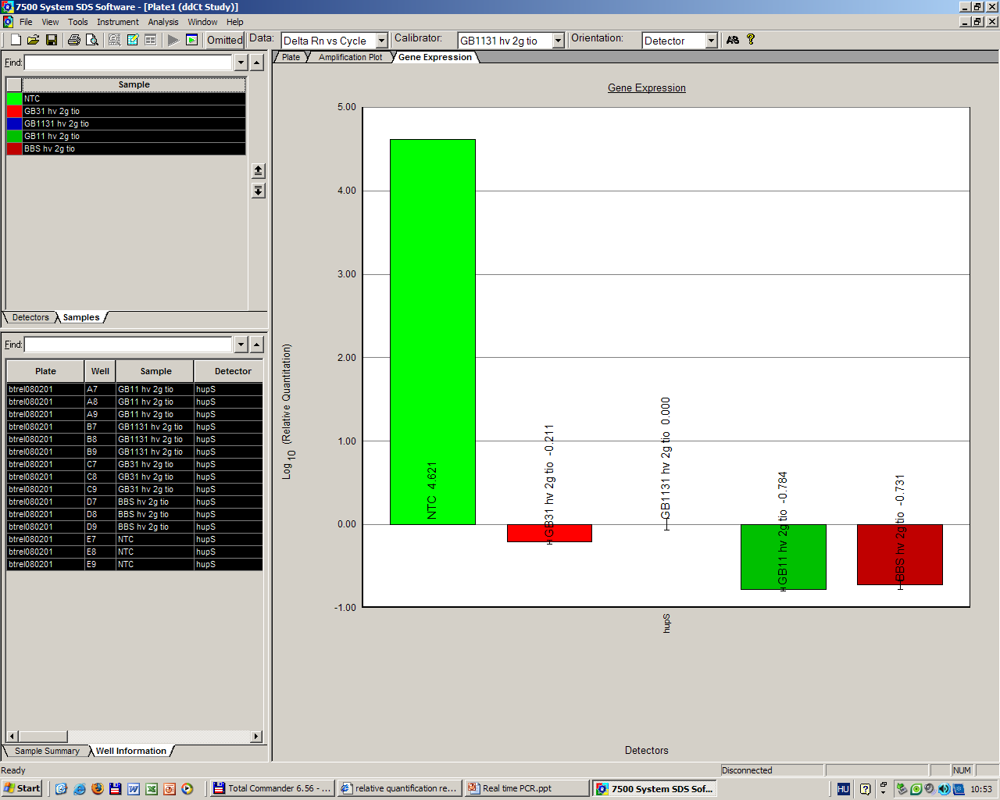 7500 System SDS Software - [Plate1 (ddCt Study)]
File View Tools Instrument Analysis Window Help
Omitted Data: Delta Rn vs Cycle Calibrator: GB1131 hv 2g tio Orientation: Detector
Find:
Sample
NTC
GB31 hv 2g tio
GB1131 hv 2g tio
GB11 hv 2g tio
BBS hv 2g tio
Detectors Samples
Find:
Plate Well Sample Detector
btrel080201 A7 GB11 hv 2g tio hupS
btrel080201 A8 GB11 hv 2g tio hupS
btrel080201 A9 GB11 hv 2g tio hupS
btrel080201 B7 GB1131 hv 2g tio hupS
btrel080201 B8 GB1131 hv 2g tio hupS
btrel080201 B9 GB1131 hv 2g tio hupS
btrel080201 C7 GB31 hv 2g tio hupS
btrel080201 C8 GB31 hv 2g tio hupS
btrel080201 C9 GB31 hv 2g tio hupS
btrel080201 D7 BBS hv 2g tio hupS
btrel080201 D8 BBS hv 2g tio hupS
btrel080201 D9 BBS hv 2g tio hupS
btrel080201 E7 NTC hupS
btrel080201 E8 NTC hupS
btrel080201 E9 NTC hupS
Sample Summary Well Information
Plate Amplification Plot Gene Expression
Gene Expression
5.00
4.00
3.00
2.00
1.00
0.00
-1.00
Log 10 (Relative Quantitation)
NTC 4.621
GB31 hv 2g tio -0.211
GB1131 hv 2g tio 0.000
GB11 hv 2g tio -0.784
BBS hv 2g tio -0.731
hupS
Detectors
Ready Disconnected NUM
Start Total Commander 6.56 - ... relative quantification re... Real time PCR.ppt 7500 System SDS Sof... HU 10:53